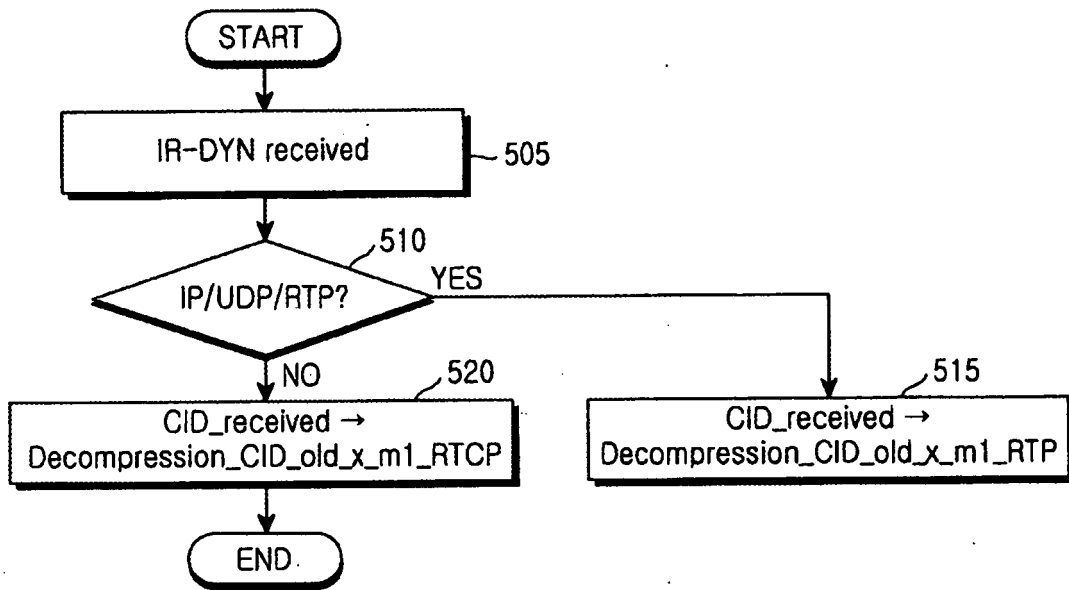 START
IR-DYN received
505
510
IP/UDP/RTP?
YES
NO
520
CID_received →
Decompression_CID_old_x_m1_RTCP
515
CID_received →
Decompression_CID_old_x_m1_RTP
END